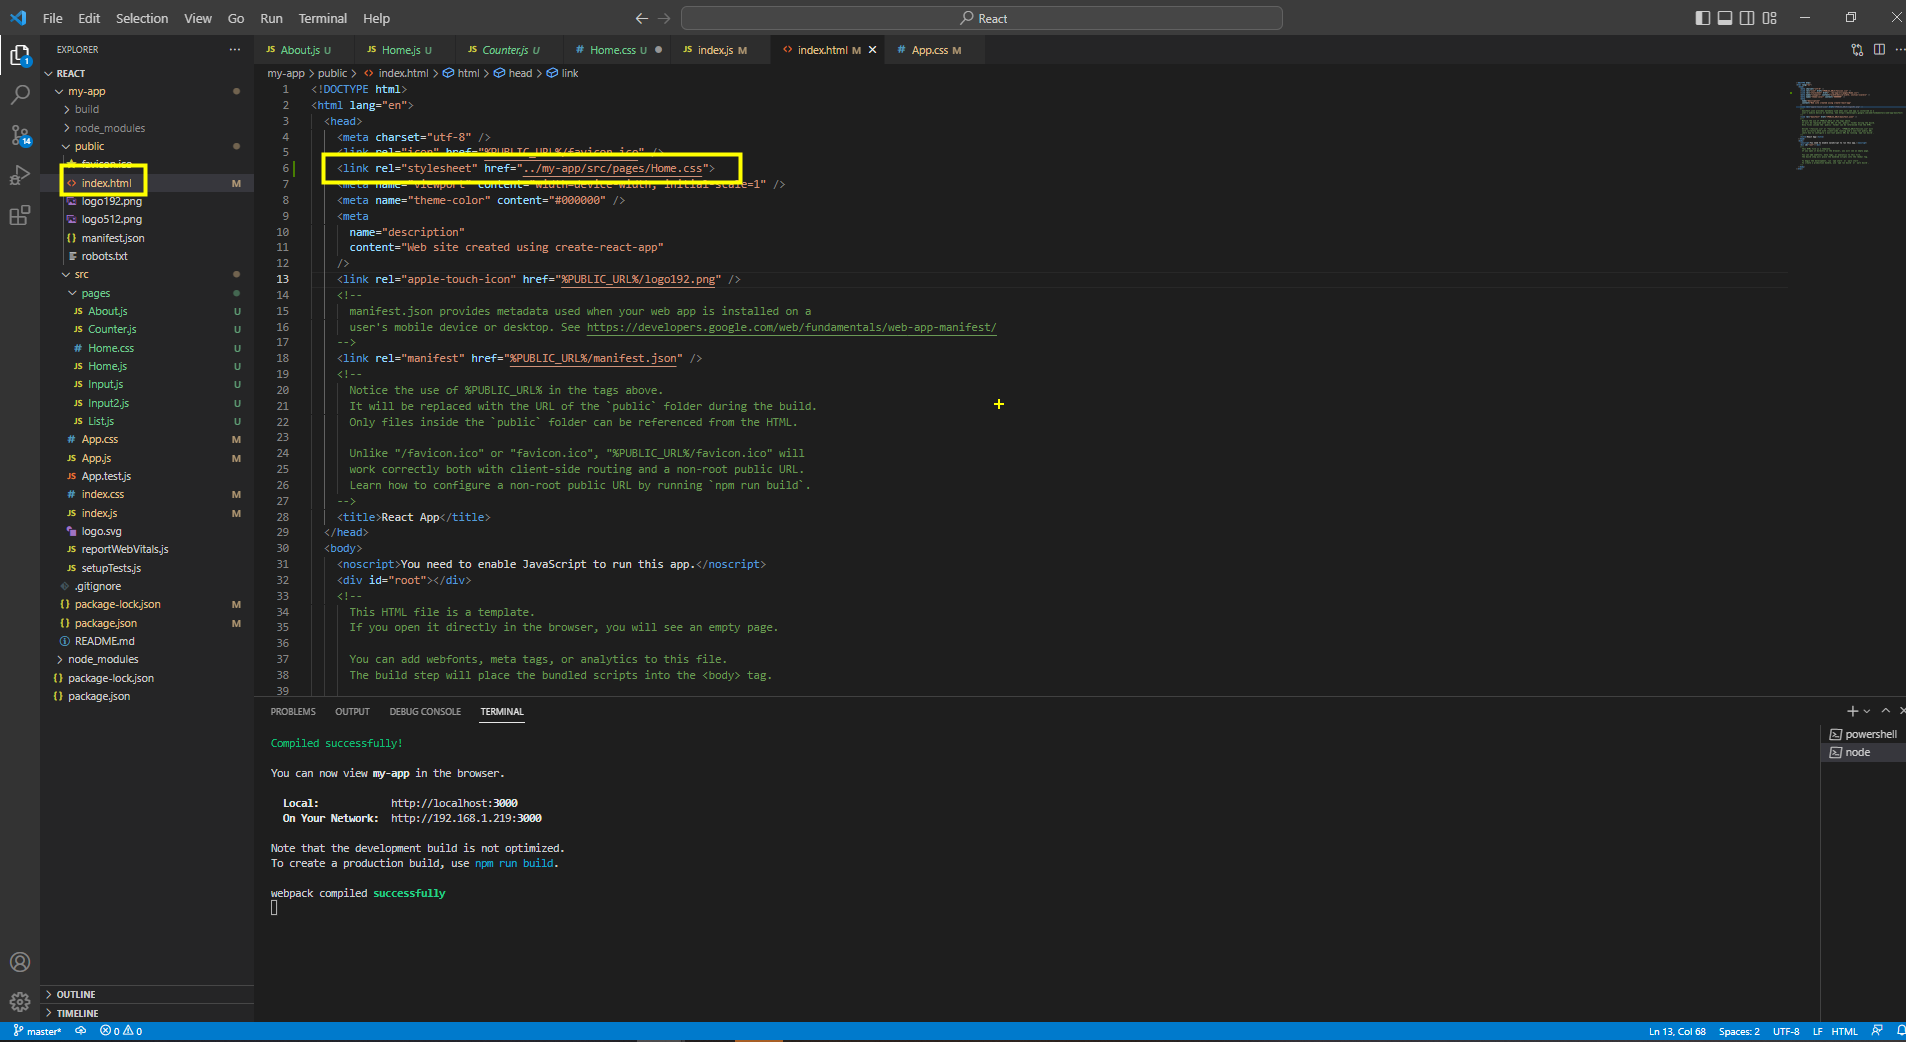 File Edit Selection View Go Run Terminal Help
React
EXPLORER
REACT
my-app
build
node_modules
public
favicon.ico
index.html M
logo192.png
logo512.png
manifest.json
robots.txt
src
pages
About.js U
Counter.js U
Home.css U
Home.js U
Input.js U
Input2.js U
List.js U
App.css M
App.js M
App.test.js
index.css M
index.js M
logo.svg
reportWebVitals.js
setupTests.js
.gitignore
package-lock.json M
package.json M
README.md
node_modules
package-lock.json
package.json
OUTLINE
TIMELINE
1
14
About.js U Home.js U Counter.js U Home.css U index.js M index.html M App.css M
my-app > public > index.html > html > head > link
1 <!DOCTYPE html>
2 <html lang="en">
3 <head>
4 <meta charset="utf-8" />
5 <link rel="icon" href="%PUBLIC_URL%/favicon.ico" />
6 <link rel="stylesheet" href="../my-app/src/pages/Home.css">
7 <meta name="viewport" content="width=device-width, initial-scale=1" />
8 <meta name="theme-color" content="#000000" />
9 <meta
10 name="description"
11 content="Web site created using create-react-app"
12 />
13 <link rel="apple-touch-icon" href="%PUBLIC_URL%/logo192.png" />
14 <!--
15 manifest.json provides metadata used when your web app is installed on a
16 user's mobile device or desktop. See https://developers.google.com/web/fundamentals/web-app-manifest/
17 -->
18 <link rel="manifest" href="%PUBLIC_URL%/manifest.json" />
19 <!--
20 Notice the use of %PUBLIC_URL% in the tags above.
21 It will be replaced with the URL of the `public` folder during the build.
22 Only files inside the `public` folder can be referenced from the HTML.
23
24 Unlike "/favicon.ico" or "favicon.ico", "%PUBLIC_URL%/favicon.ico" will
25 work correctly both with client-side routing and a non-root public URL.
26 Learn how to configure a non-root public URL by running `npm run build`.
27 -->
28 <title>React App</title>
29 </head>
30 <body>
31 <noscript>You need to enable JavaScript to run this app.</noscript>
32 <div id="root"></div>
33 <!--
34 This HTML file is a template.
35 If you open it directly in the browser, you will see an empty page.
36
37 You can add webfonts, meta tags, or analytics to this file.
38 The build step will place the bundled scripts into the <body> tag.
39
PROBLEMS OUTPUT DEBUG CONSOLE TERMINAL
Compiled successfully!
You can now view my-app in the browser.
Local: http://localhost:3000
On Your Network: http://192.168.1.219:3000
Note that the development build is not optimized.
To create a production build, use npm run build.
webpack compiled successfully
powershell
node
master* 0 0
Ln 13, Col 68 Spaces: 2 UTF-8 LF HTML